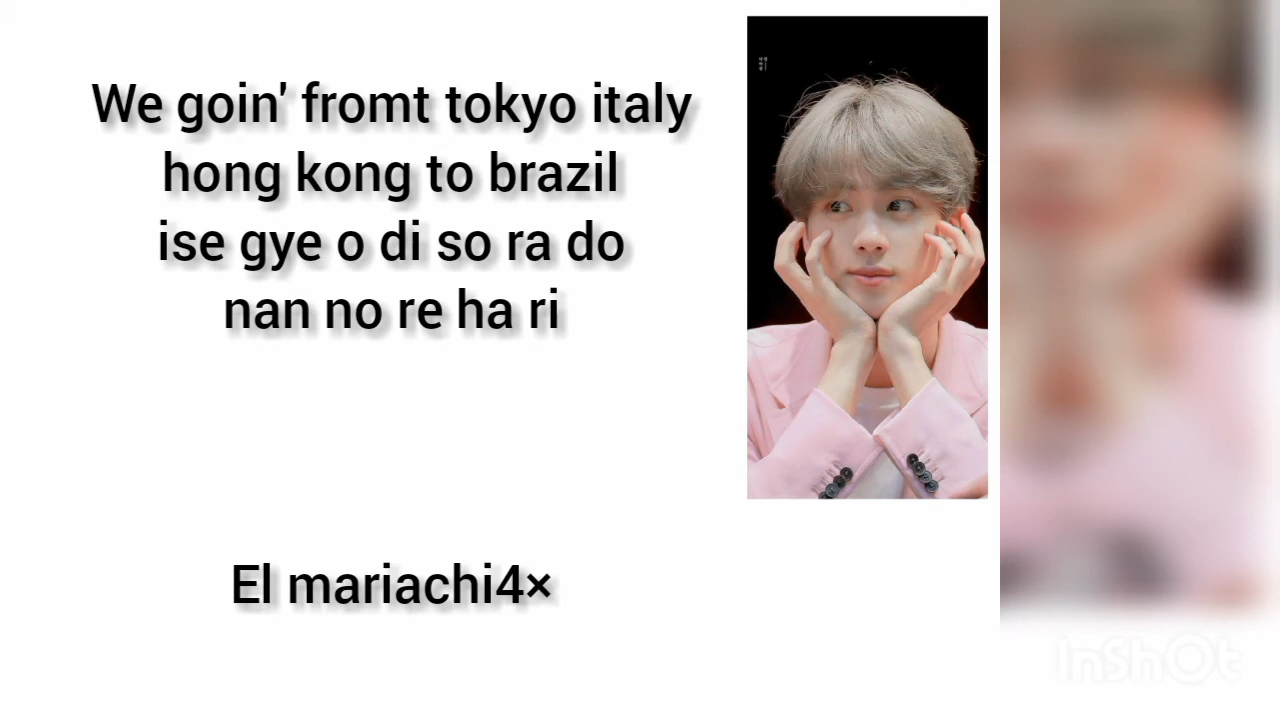 We goin' fromt tokyo italy
hong kong to brazil
ise gye o di so ra do
nan no re ha ri
El mariachi4×
InShOt